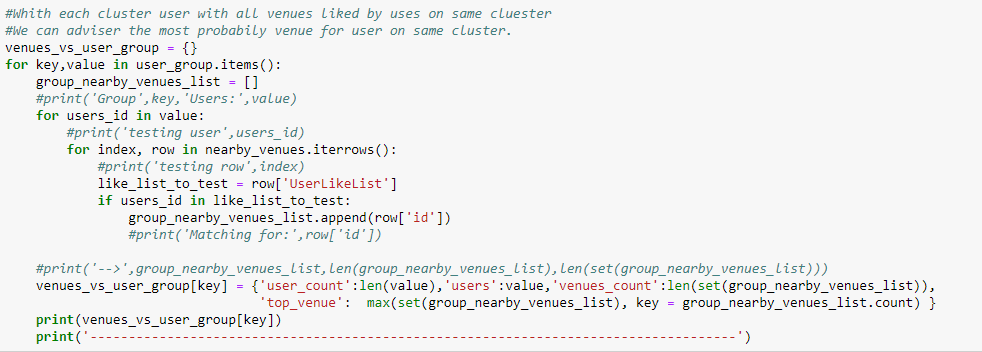 #Whith each cluster user with all venues liked by uses on same cluester
#We can adviser the most probabily venue for user on same cluster.
venues_vs_user_group = {}
for key,value in user_group.items():
    group_nearby_venues_list = []
    #print('Group',key,'Users:',value)
    for users_id in value:
        #print('testing user',users_id)
        for index, row in nearby_venues.iterrows():
            #print('testing row',index)
            like_list_to_test = row['UserLikeList']
            if users_id in like_list_to_test:
                group_nearby_venues_list.append(row['id'])
                #print('Matching for:',row['id'])

    #print('-->',group_nearby_venues_list,len(group_nearby_venues_list),len(set(group_nearby_venues_list)))
    venues_vs_user_group[key] = {'user_count':len(value),'users':value,'venues_count':len(set(group_nearby_venues_list)),
                                 'top_venue':  max(set(group_nearby_venues_list), key = group_nearby_venues_list.count) }
    print(venues_vs_user_group[key])
    print('------------------------------------------------------------------------------------')